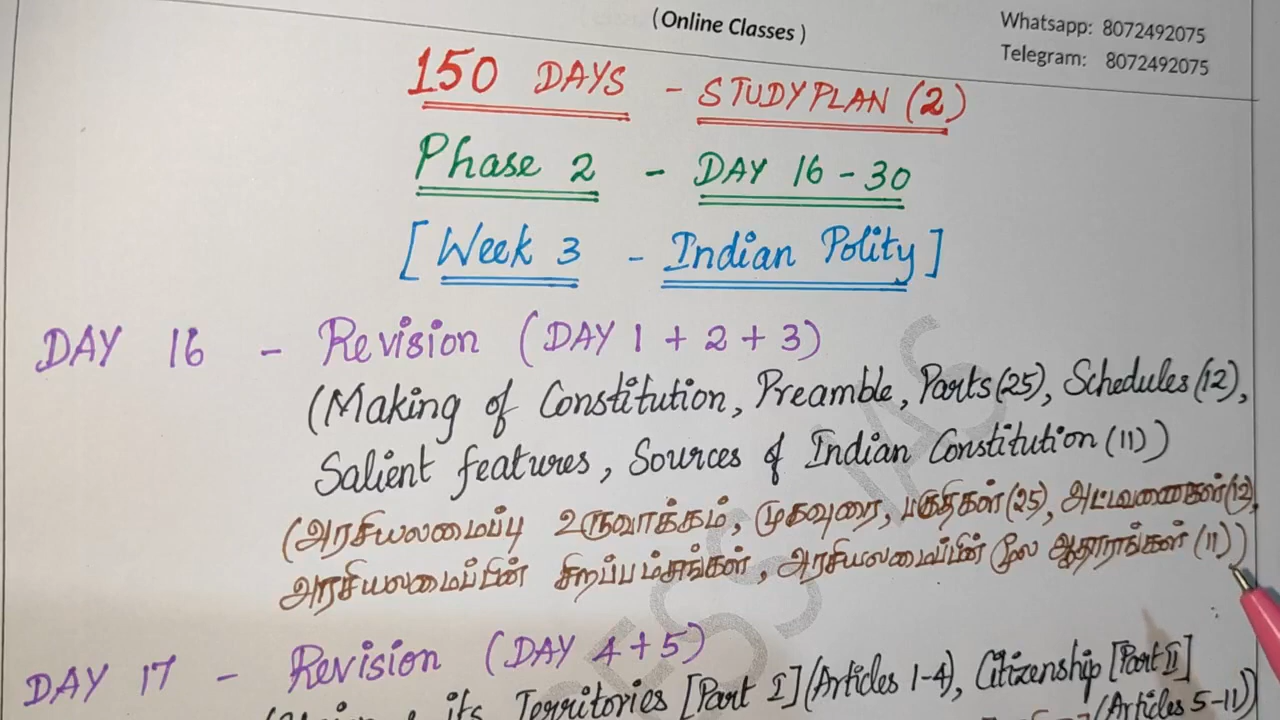 (Online Classes)
Whatsapp: 8072492075
Telegram: 8072492075
150 DAYS - STUDYPLAN (2)
Phase 2 - DAY 16 - 30
[Week 3 - Indian Polity]
DAY 16 - Revision (DAY 1 + 2 + 3)
(Making of Constitution, Preamble, Parts (25), Schedules (12),
Salient features, Sources of Indian Constitution (11))
(அரசியலமைப்பு உருவாக்கம், முகவுரை, பகுதிகள் (25), அட்டவணைகள் (12),
அரசியலமைப்பின் சிறப்பம்சங்கள், அரசியலமைப்பின் மூல ஆதாரங்கள் (11))
DAY 17 - Revision (DAY 4 + 5)
its Territories [Part I] (Articles 1-4), Citizenship [Part II]
(Articles 5-11))
IAS